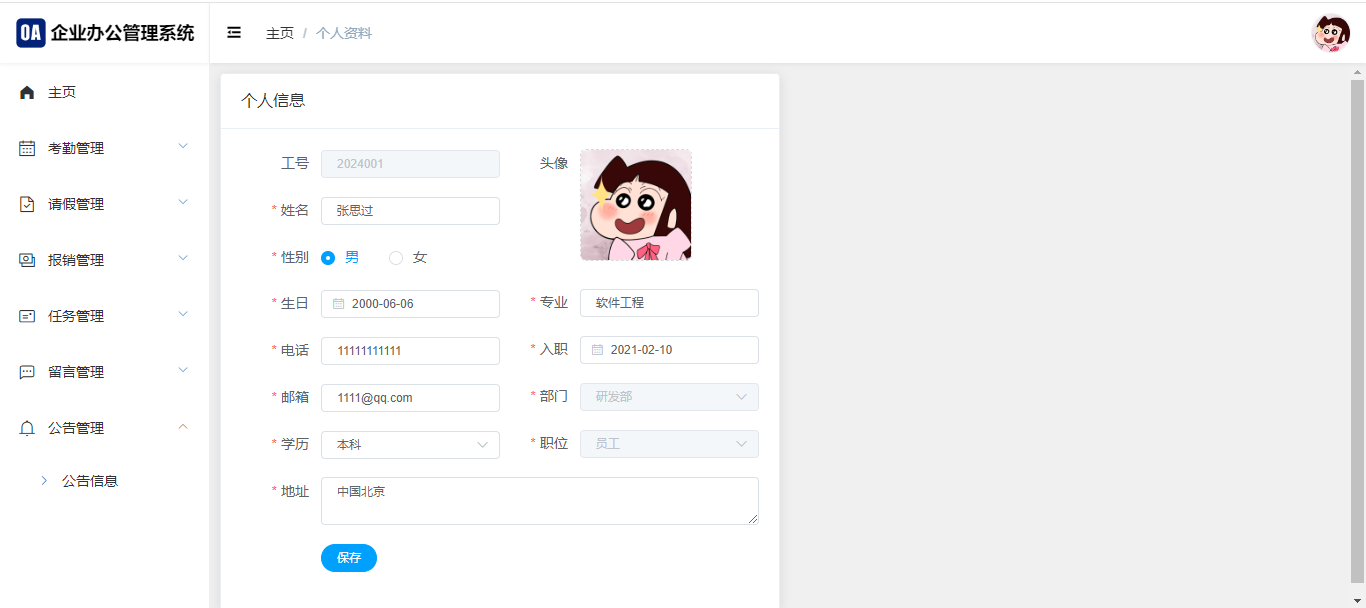 OA 企业办公管理系统
主页 / 个人资料
主页
考勤管理
请假管理
报销管理
任务管理
留言管理
公告管理
公告信息
个人信息
工号 2024001
头像
* 姓名 张思过
* 性别 男 女
* 生日 2000-06-06
* 专业 软件工程
* 电话 11111111111
* 入职 2021-02-10
* 邮箱 1111@qq.com
* 部门 研发部
* 学历 本科
* 职位 员工
* 地址 中国北京
保存